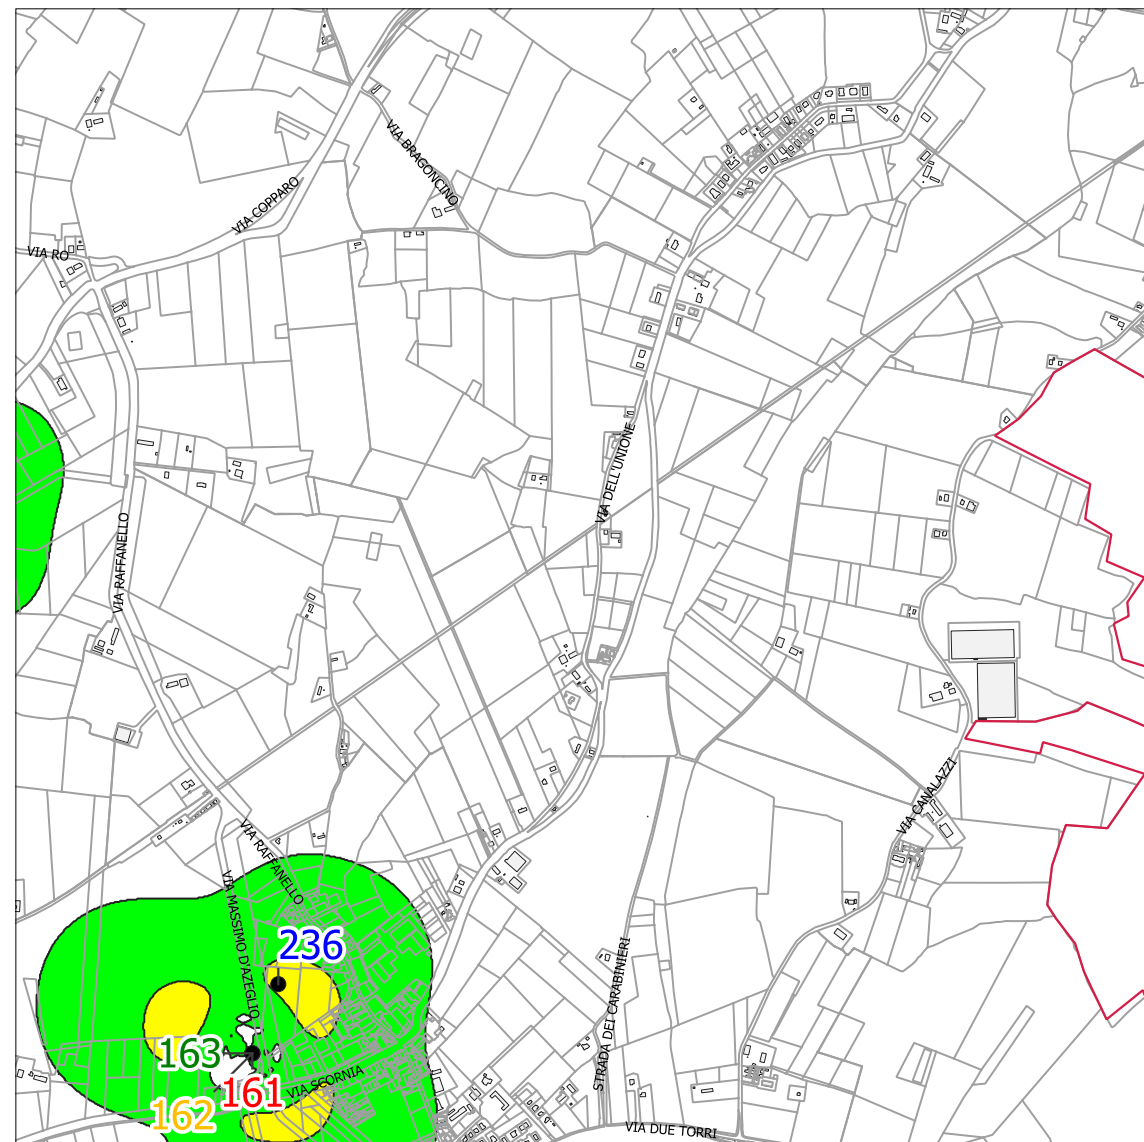 VIA BRAGONCINO
VIA COPPARO
VIA RO
VIA DELL'UNIONE
VIA RAFFANELLO
VIA CANALAZZI
VIA RAFFANELLO
VIA MASSIMO D'AZEGLIO
236
STRADA DEI CARABINIERI
163
161
VIA SCORNIA
162
VIA DUE TORRI